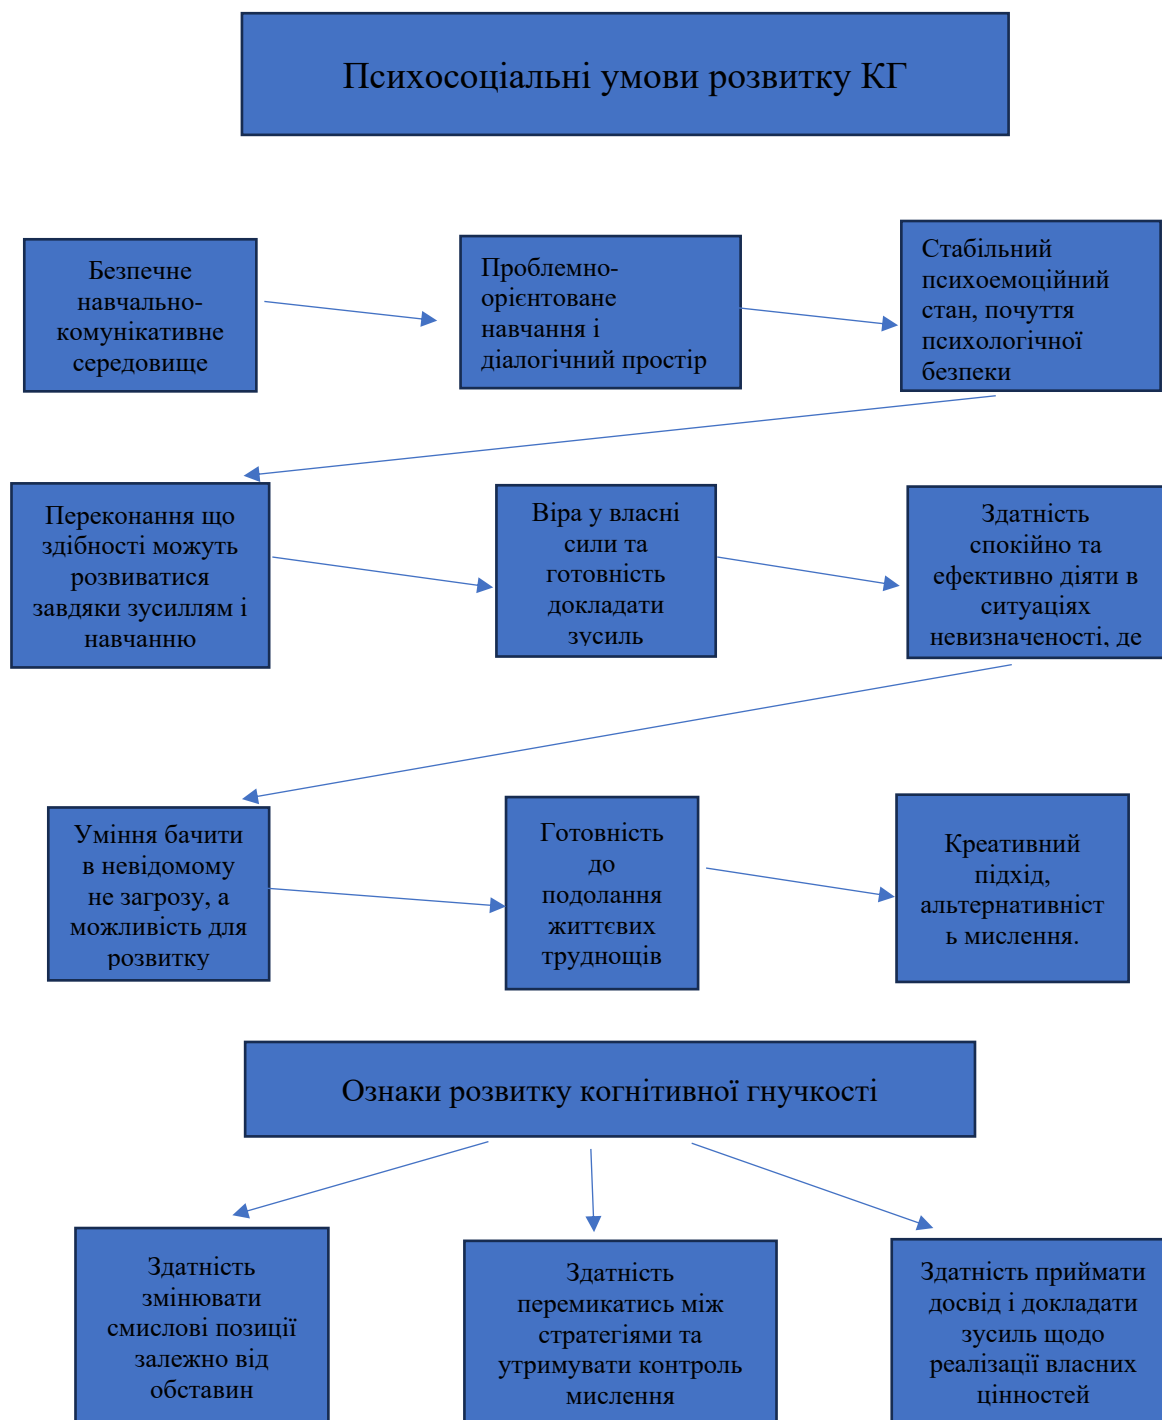 Психосоціальні умови розвитку КГ
Безпечне
навчально-
комунікативне
середовище
Проблемно-
орієнтоване
навчання і
діалогічний простір
Стабільний
психоемоційний
стан, почуття
психологічної
безпеки
Переконання що
здібності можуть
розвиватися
завдяки зусиллям і
навчанню
Віра у власні
сили та
готовність
докладати
зусиль
Здатність
спокійно та
ефективно діяти в
ситуаціях
невизначеності, де
Уміння бачити
в невідомому
не загрозу, а
можливість для
розвитку
Готовність
до
подолання
життєвих
труднощів
Креативний
підхід,
альтернативніст
ь мислення.
Ознаки розвитку когнітивної гнучкості
Здатність
змінювати
смислові позиції
залежно від
обставин
Здатність
перемикатись між
стратегіями та
утримувати контроль
мислення
Здатність приймати
досвід і докладати
зусиль щодо
реалізації власних
цінностей